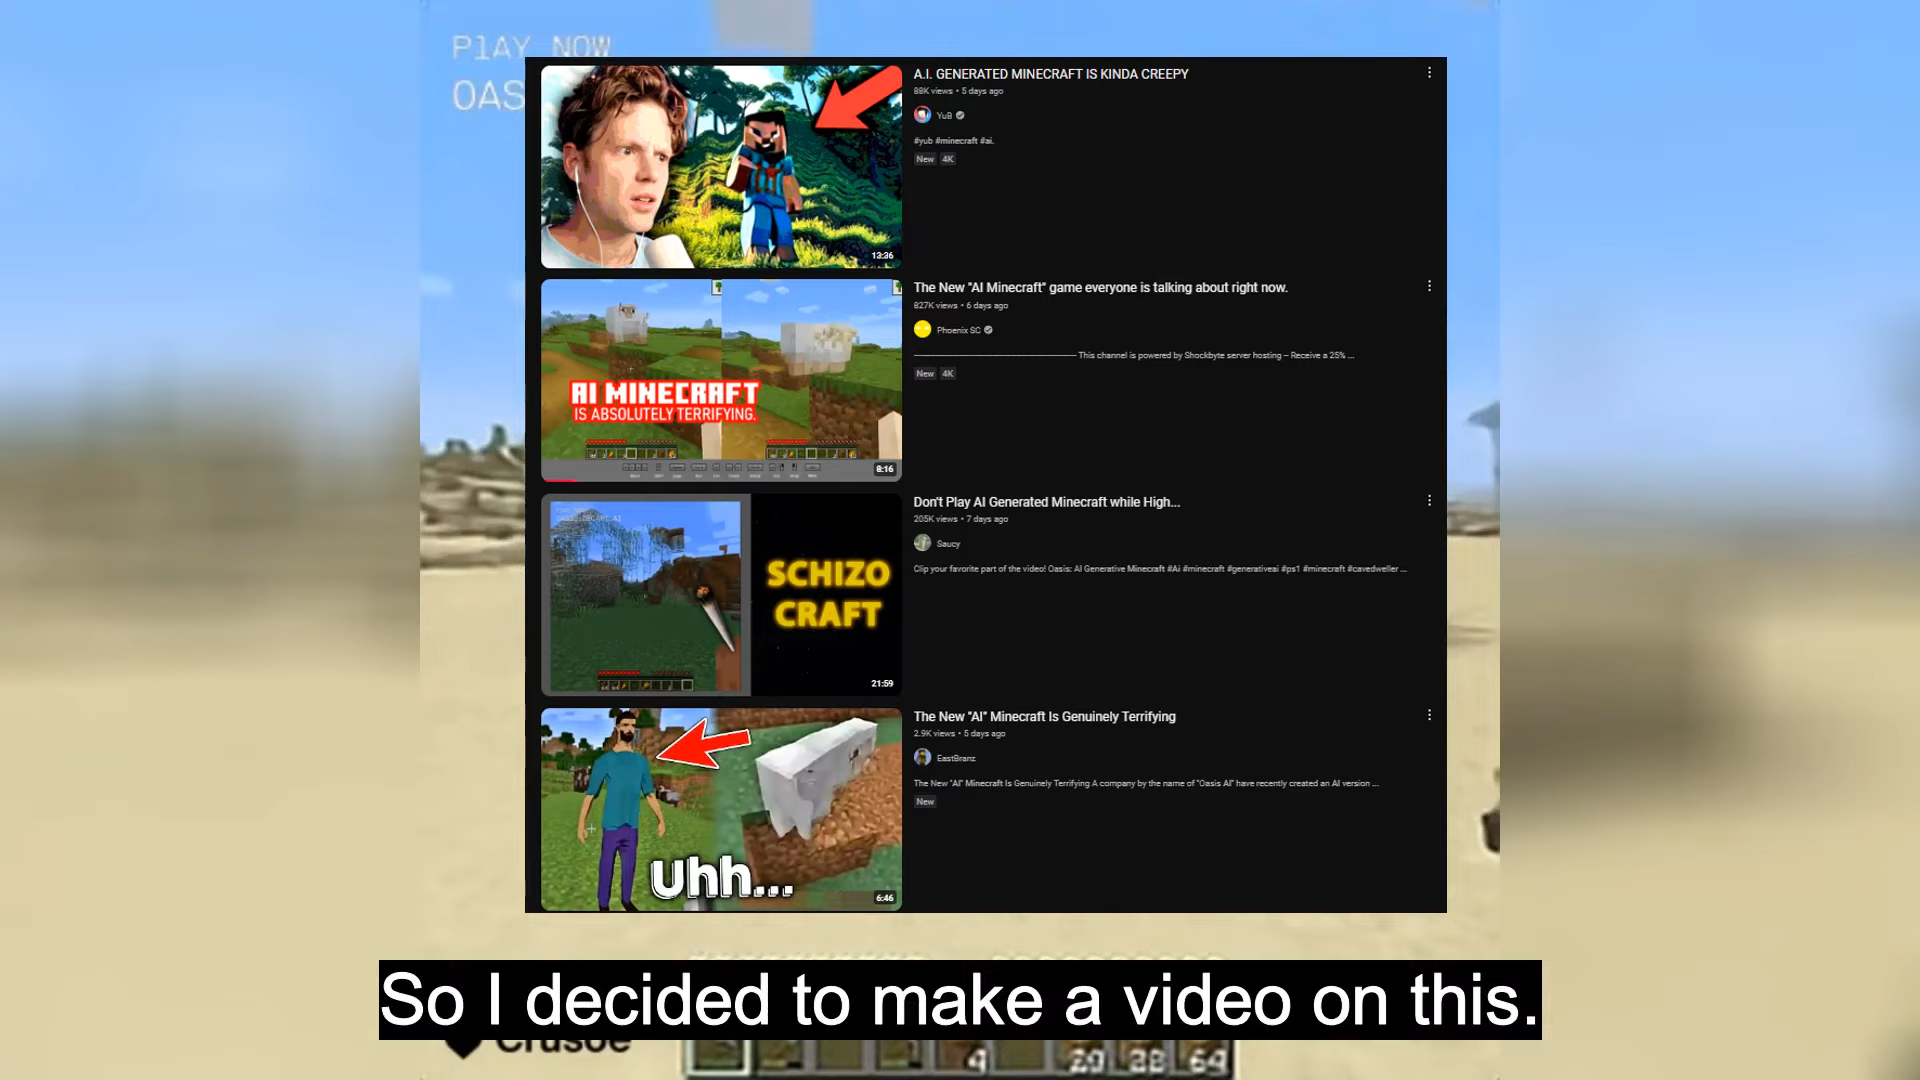 PlAY NOW
OAS
A.I. GENERATED MINECRAFT IS KINDA CREEPY
88K views • 5 days ago
YuB
#yub #minecraft #ai.
New 4K
13:36
The New "AI Minecraft" game everyone is talking about right now.
827K views • 6 days ago
Phoenix SC
This channel is powered by Shockbyte server hosting – Receive a 25% ...
New 4K
AI MINECRAFT
IS ABSOLUTELY TERRIFYING.
8:16
Don't Play AI Generated Minecraft while High...
205K views • 7 days ago
Saucy
Clip your favorite part of the video! Oasis: AI Generative Minecraft #Ai #minecraft #generativeai #ps1 #minecraft #cavedweller ...
SCHIZO
CRAFT
21:59
The New "AI" Minecraft Is Genuinely Terrifying
2.9K views • 5 days ago
EastBranz
The New "AI" Minecraft Is Genuinely Terrifying A company by the name of "Oasis AI" have recently created an AI version ...
New
Uhh...
6:46
So I decided to make a video on this.
Crusoe
4 29 28 64